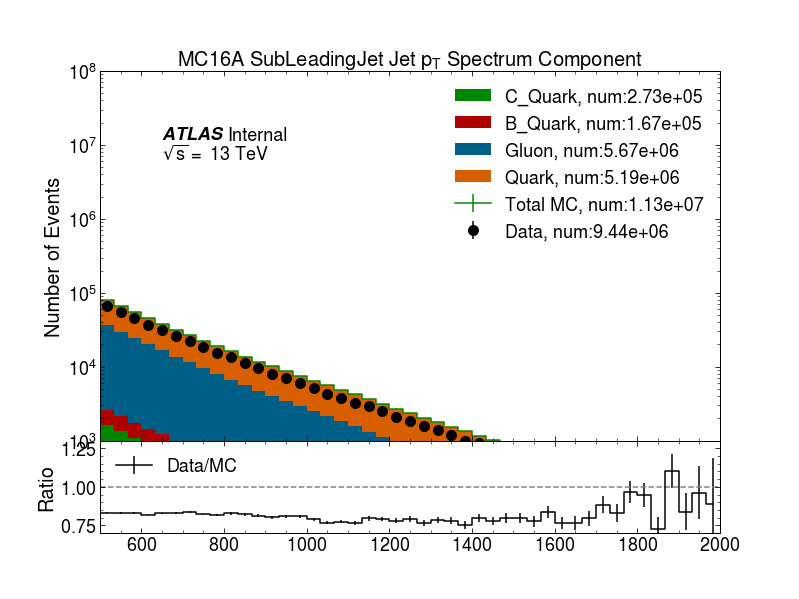 MC16A SubLeadingJet Jet p_T Spectrum Component
10^8
10^7
10^6
10^5
10^4
10^3
Number of Events
ATLAS Internal
√s = 13 TeV
C_Quark, num:2.73e+05
B_Quark, num:1.67e+05
Gluon, num:5.67e+06
Quark, num:5.19e+06
Total MC, num:1.13e+07
Data, num:9.44e+06
1.25
1.00
0.75
Ratio
Data/MC
600 800 1000 1200 1400 1600 1800 2000